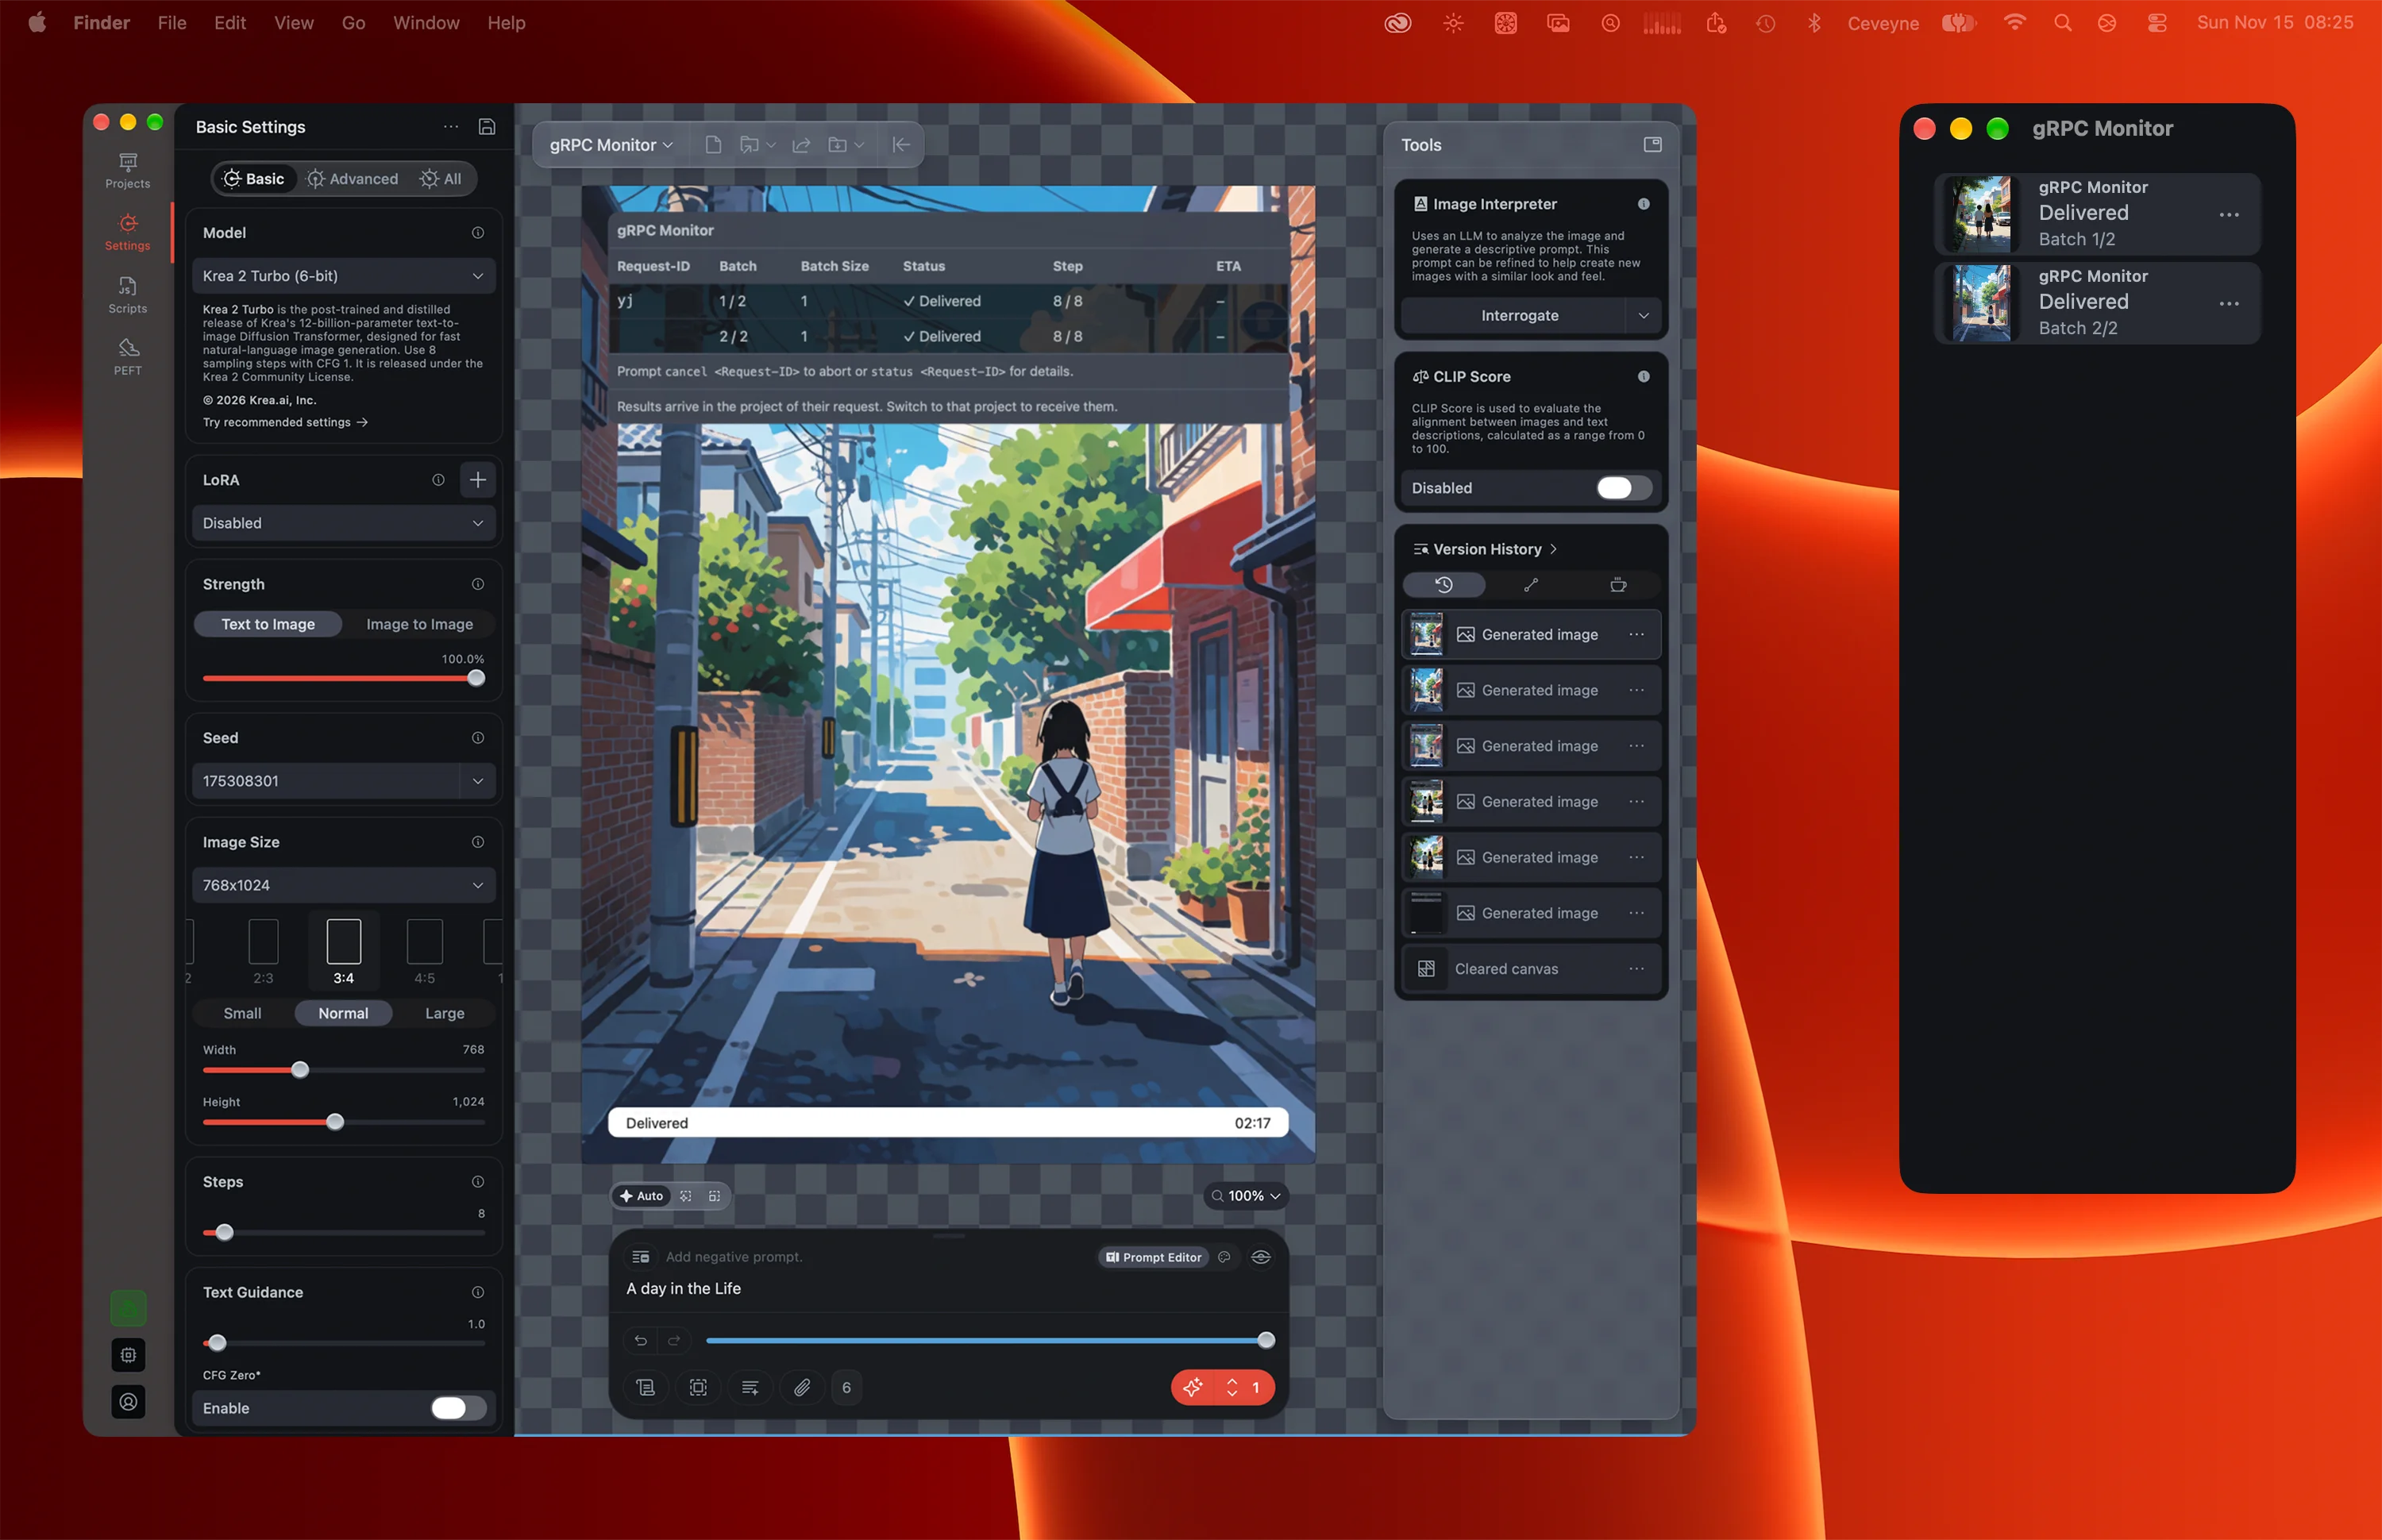 Finder File Edit View Go Window Help
Ceveyne Sun Nov 15 08:25
Projects
Settings
Scripts
PEFT
Basic Settings
Basic Advanced All
Model
Krea 2 Turbo (6-bit)
Krea 2 Turbo is the post-trained and distilled
release of Krea's 12-billion-parameter text-to-
image Diffusion Transformer, designed for fast
natural-language image generation. Use 8
sampling steps with CFG 1. It is released under the
Krea 2 Community License.
© 2026 Krea.ai, Inc.
Try recommended settings →
LoRA
Disabled
Strength
Text to Image Image to Image
100.0%
Seed
175308301
Image Size
768x1024
2 2:3 3:4 4:5 1
Small Normal Large
Width 768
Height 1,024
Steps
8
Text Guidance
1.0
CFG Zero*
Enable
gRPC Monitor
gRPC Monitor
Request-ID Batch Batch Size Status Step ETA
yj 1 / 2 1 ✓ Delivered 8 / 8 –
2 / 2 1 ✓ Delivered 8 / 8 –
Prompt cancel <Request-ID> to abort or status <Request-ID> for details.
Results arrive in the project of their request. Switch to that project to receive them.
Delivered 02:17
Auto 100%
Add negative prompt. Prompt Editor
A day in the Life
6 1
Tools
Image Interpreter
Uses an LLM to analyze the image and
generate a descriptive prompt. This
prompt can be refined to help create new
images with a similar look and feel.
Interrogate
CLIP Score
CLIP Score is used to evaluate the
alignment between images and text
descriptions, calculated as a range from 0
to 100.
Disabled
Version History
Generated image
Generated image
Generated image
Generated image
Generated image
Generated image
Cleared canvas
gRPC Monitor
gRPC Monitor
Delivered
Batch 1/2
gRPC Monitor
Delivered
Batch 2/2